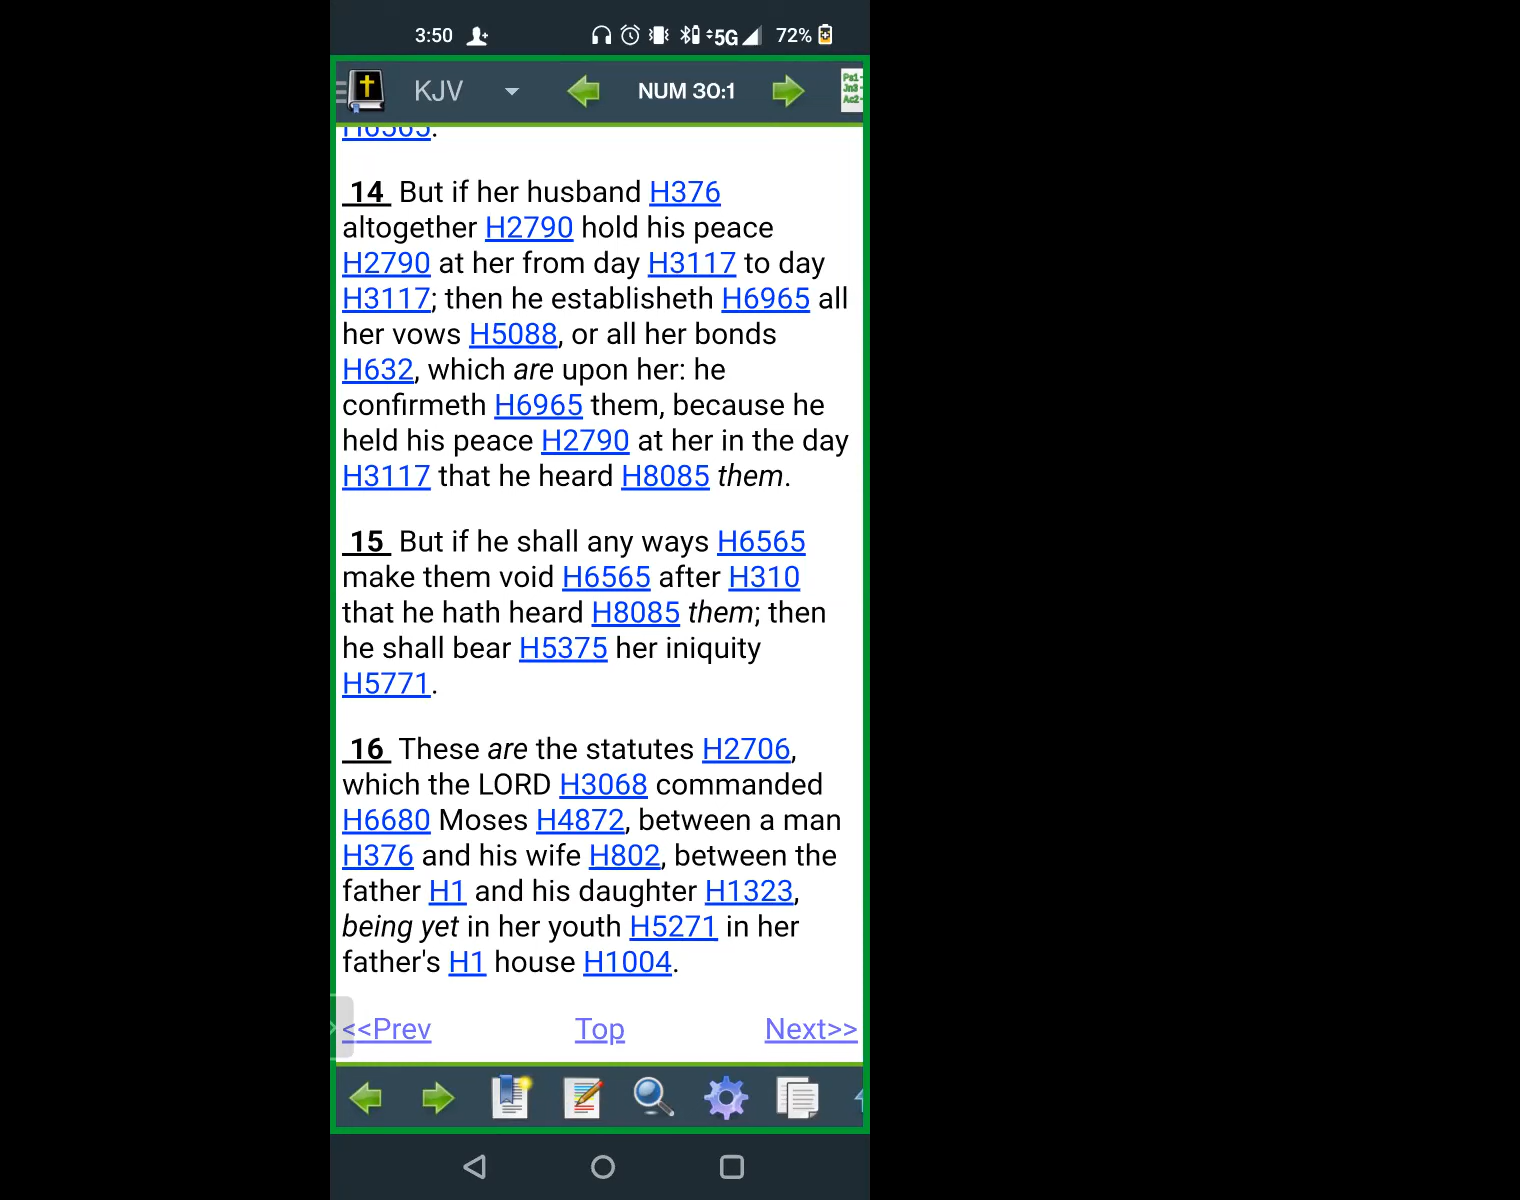 3:50 5G 72%
KJV NUM 30:1 Ps1- Jn3- Ac2-
H6565.
14 But if her husband H376
altogether H2790 hold his peace
H2790 at her from day H3117 to day
H3117; then he establisheth H6965 all
her vows H5088, or all her bonds
H632, which are upon her: he
confirmeth H6965 them, because he
held his peace H2790 at her in the day
H3117 that he heard H8085 them.
15 But if he shall any ways H6565
make them void H6565 after H310
that he hath heard H8085 them; then
he shall bear H5375 her iniquity
H5771.
16 These are the statutes H2706,
which the LORD H3068 commanded
H6680 Moses H4872, between a man
H376 and his wife H802, between the
father H1 and his daughter H1323,
being yet in her youth H5271 in her
father's H1 house H1004.
<<Prev Top Next>>